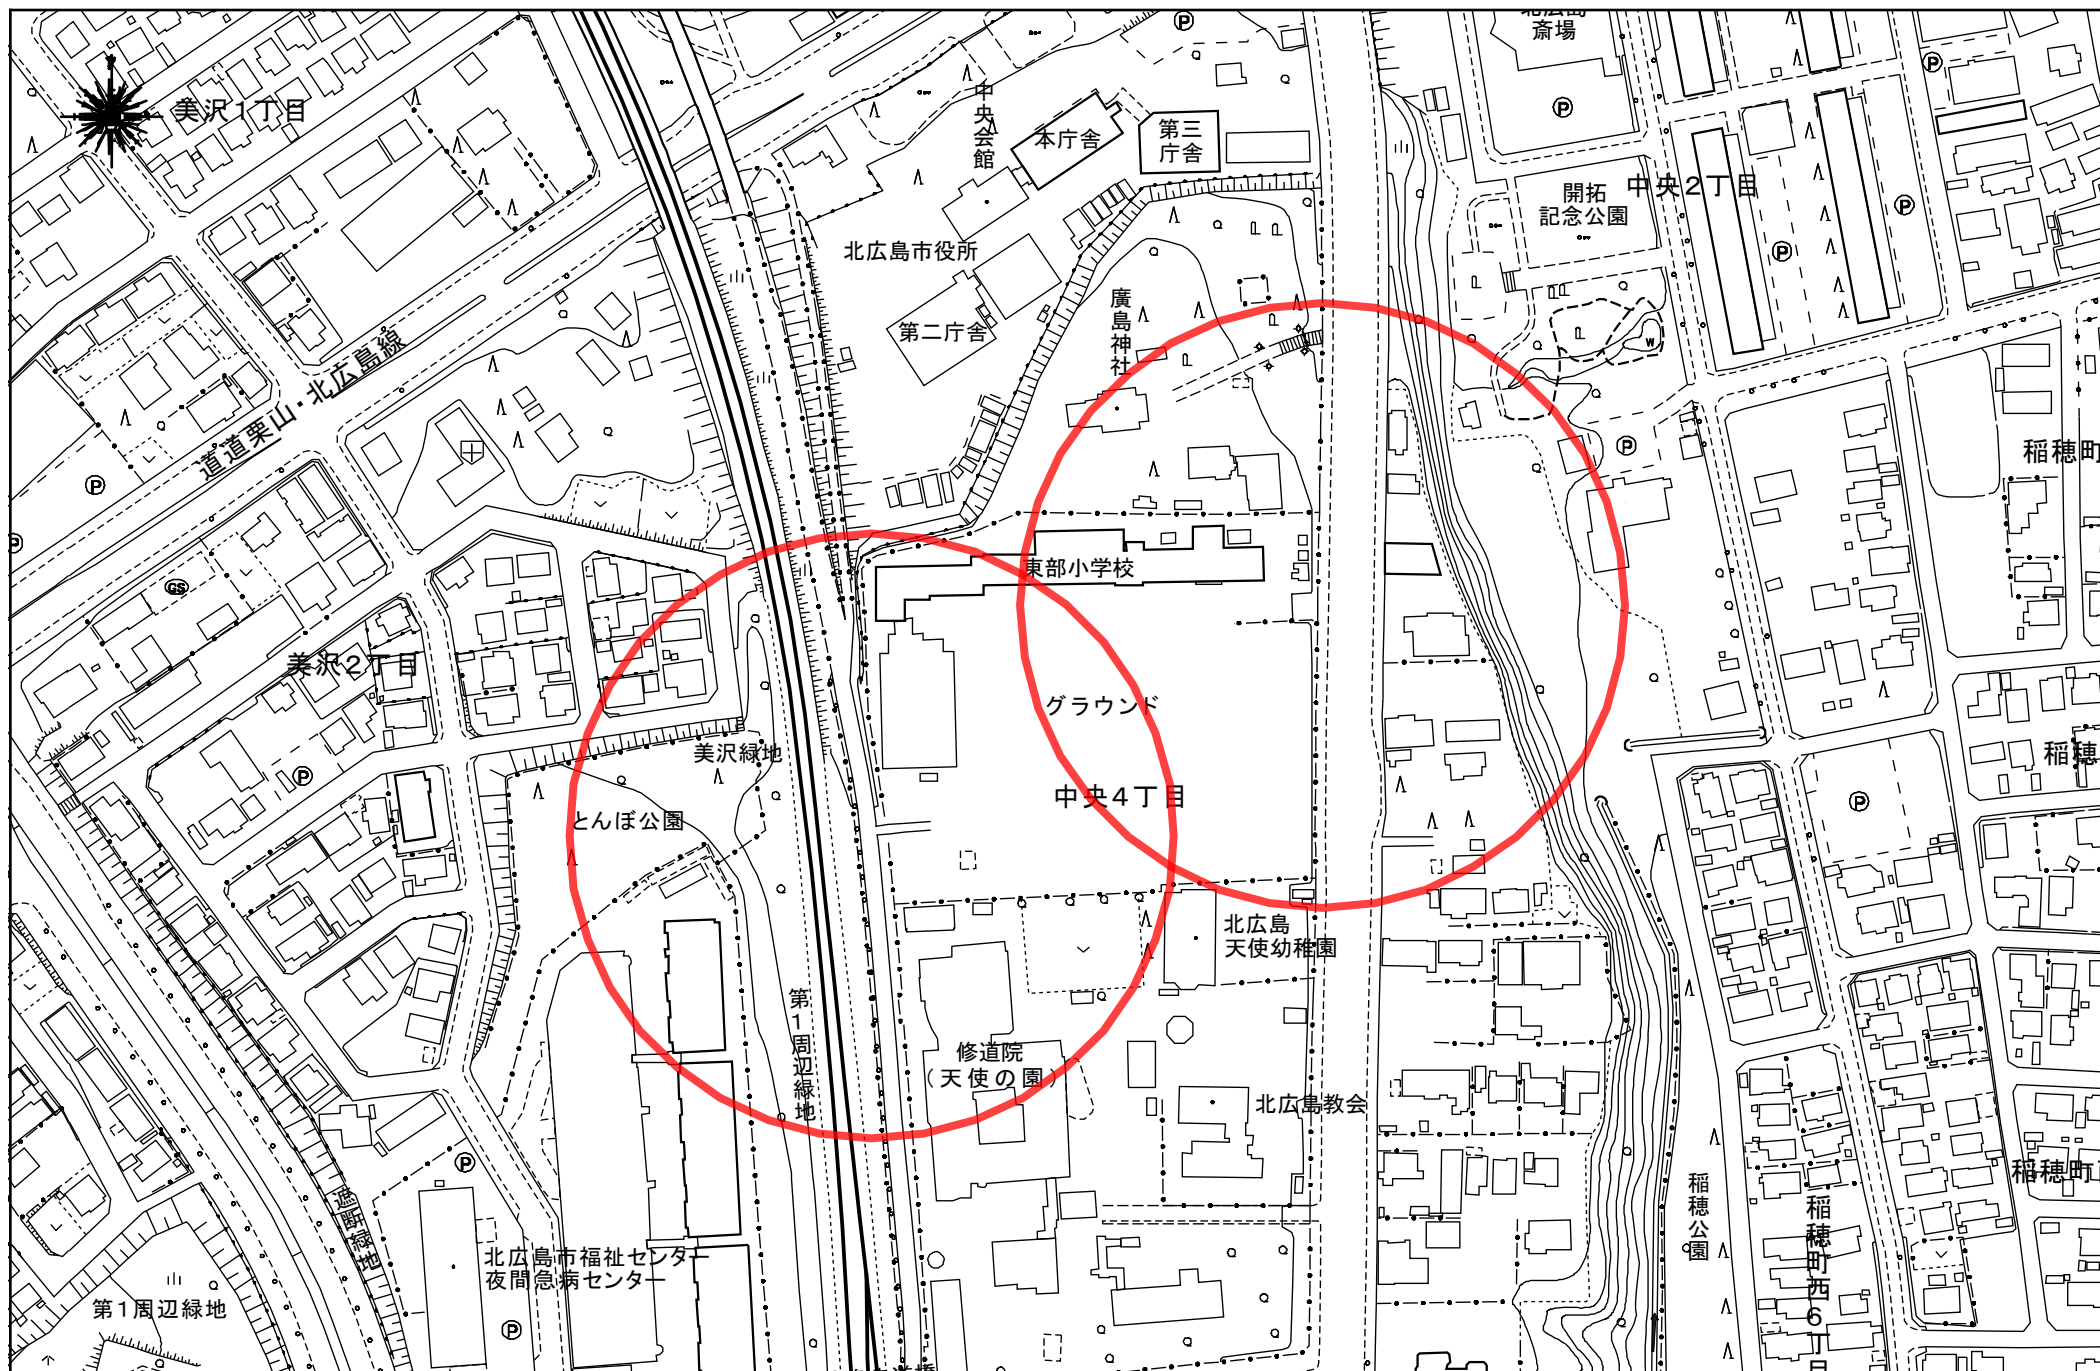 北広島
斎場
美沢1丁目
中央会館
本庁舎
第三
庁舎
開拓
記念公園
中央2丁目
北広島市役所
廣島神社
第二庁舎
道道栗山・北広島線
稲穂町
東部小学校
美沢2丁目
グラウンド
美沢緑地
稲穂
中央4丁目
とんぼ公園
北広島
天使幼稚園
第1周辺緑地
修道院
(天使の園)
北広島教会
稲穂公園
稲穂町
遮断緑地
稲穂町西6丁目
北広島市福祉センター
夜間急病センター
第1周辺緑地
P
P
P
P
P
P
P
P
P
P
P
P
GS
W